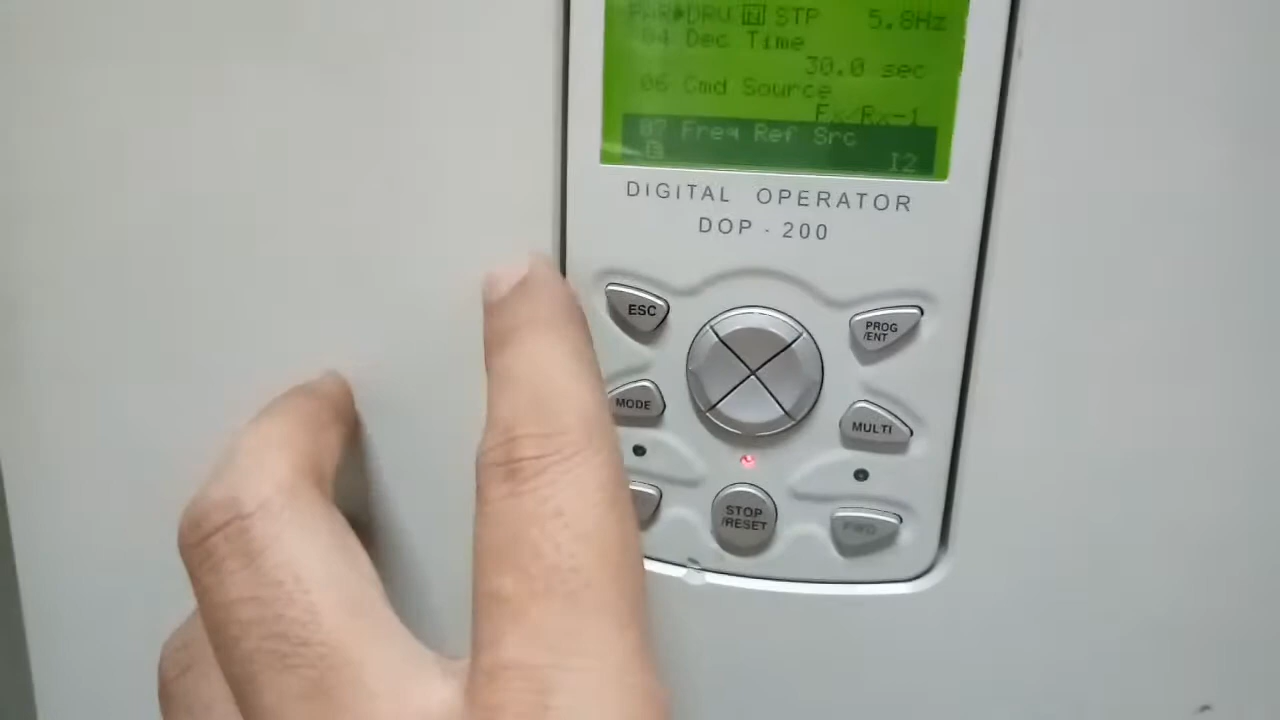 PAR▸DRV N STP 5.8Hz
04 Dec Time
30.0 sec
06 Cmd Source
Fx/Rx-1
07 Freq Ref Src
I2
DIGITAL OPERATOR
DOP - 200
ESC
PROG
/ENT
MODE
MULTI
STOP
/RESET
FWD